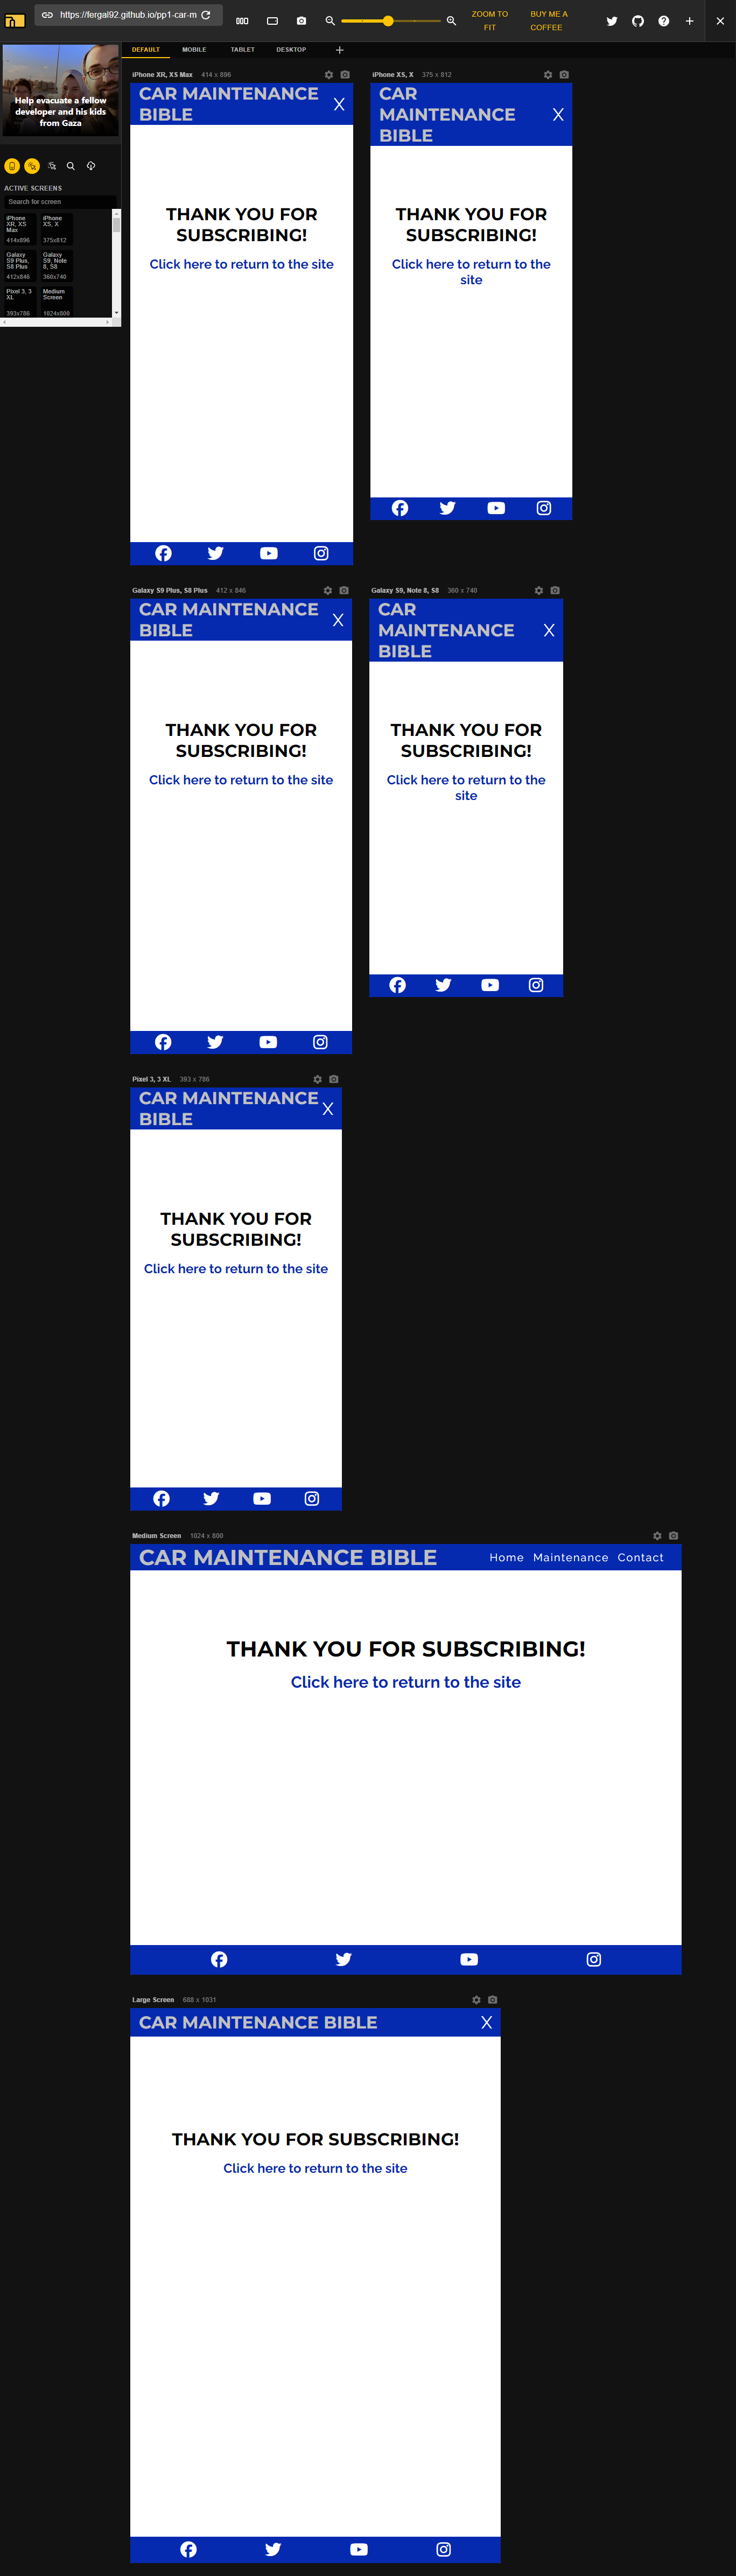 https://fergal92.github.io/pp1-car-m
ZOOM TO
FIT
BUY ME A
COFFEE
DEFAULT
MOBILE
TABLET
DESKTOP
Help evacuate a fellow
developer and his kids
from Gaza
ACTIVE SCREENS
Search for screen
iPhone
XR, XS
Max
414x896
iPhone
XS, X
375x812
Galaxy
S9 Plus,
S8 Plus
412x846
Galaxy
S9, Note
8, S8
360x740
Pixel 3, 3
XL
393x786
Medium
Screen
1024x800
iPhone XR, XS Max 414 x 896
CAR MAINTENANCE
BIBLE
X
THANK YOU FOR
SUBSCRIBING!
Click here to return to the site
iPhone XS, X 375 x 812
CAR
MAINTENANCE
BIBLE
X
THANK YOU FOR
SUBSCRIBING!
Click here to return to the
site
Galaxy S9 Plus, S8 Plus 412 x 846
CAR MAINTENANCE
BIBLE
X
THANK YOU FOR
SUBSCRIBING!
Click here to return to the site
Galaxy S9, Note 8, S8 360 x 740
CAR
MAINTENANCE
BIBLE
X
THANK YOU FOR
SUBSCRIBING!
Click here to return to the
site
Pixel 3, 3 XL 393 x 786
CAR MAINTENANCE
BIBLE
X
THANK YOU FOR
SUBSCRIBING!
Click here to return to the site
Medium Screen 1024 x 800
CAR MAINTENANCE BIBLE
Home Maintenance Contact
THANK YOU FOR SUBSCRIBING!
Click here to return to the site
Large Screen 688 x 1031
CAR MAINTENANCE BIBLE
X
THANK YOU FOR SUBSCRIBING!
Click here to return to the site